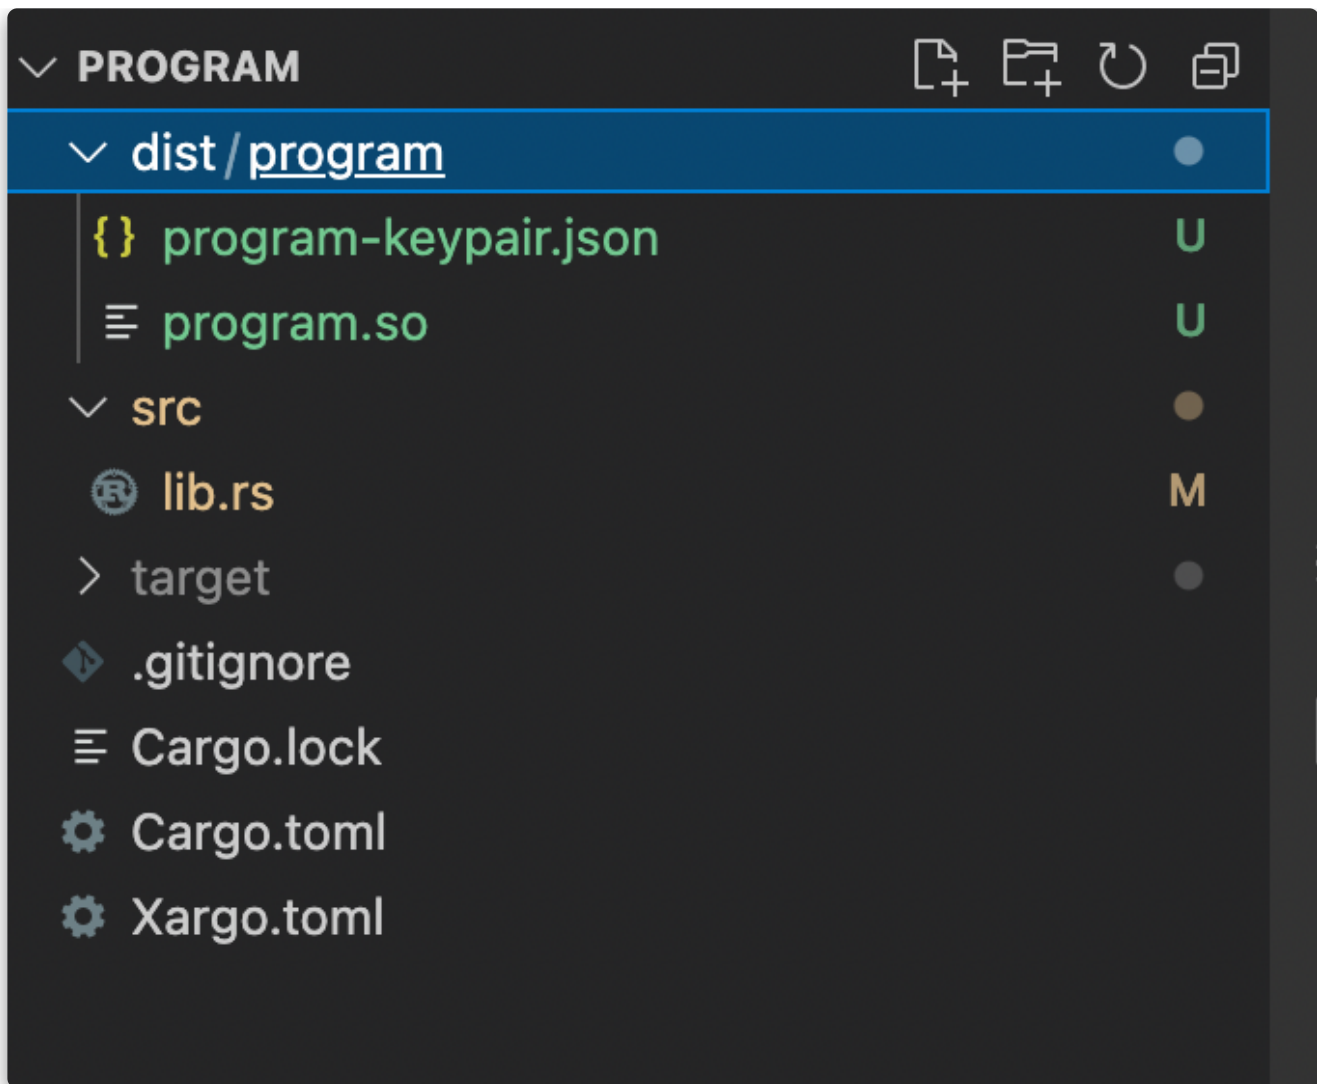 PROGRAM
dist/program
{} program-keypair.json U
program.so U
src
lib.rs M
target
.gitignore
Cargo.lock
Cargo.toml
Xargo.toml